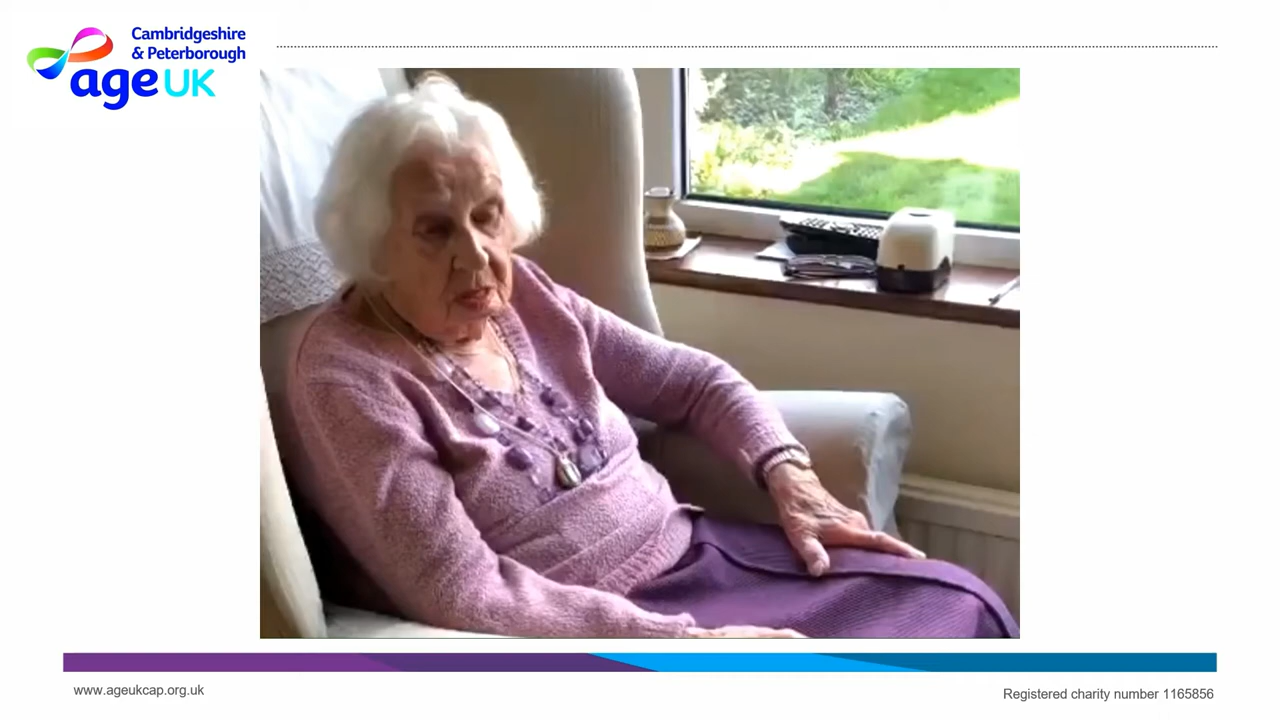 Cambridgeshire
& Peterborough
age UK
www.ageukcap.org.uk
Registered charity number 1165856